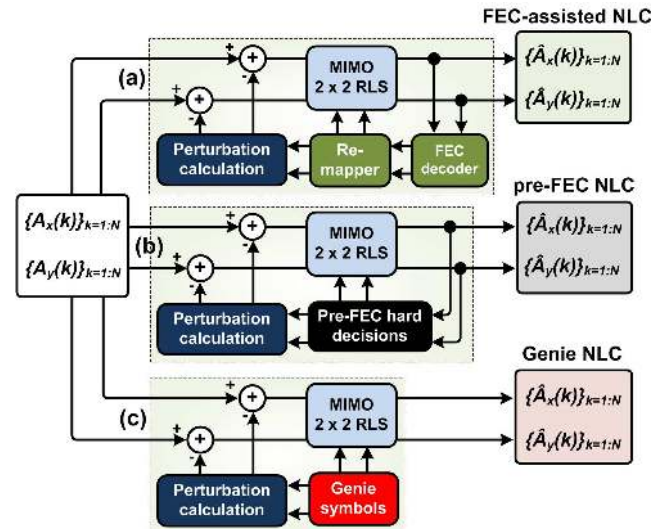 FEC-assisted NLC
(a)
+
-
+
-
MIMO
2 x 2 RLS
{Âx(k)}k=1:N
{Ây(k)}k=1:N
Perturbation
calculation
Re-
mapper
FEC
decoder
{Ax(k)}k=1:N
{Ay(k)}k=1:N
pre-FEC NLC
(b)
+
-
+
-
MIMO
2 x 2 RLS
{Âx(k)}k=1:N
{Ây(k)}k=1:N
Perturbation
calculation
Pre-FEC hard
decisions
Genie NLC
(c)
+
-
+
-
MIMO
2 x 2 RLS
{Âx(k)}k=1:N
{Ây(k)}k=1:N
Perturbation
calculation
Genie
symbols